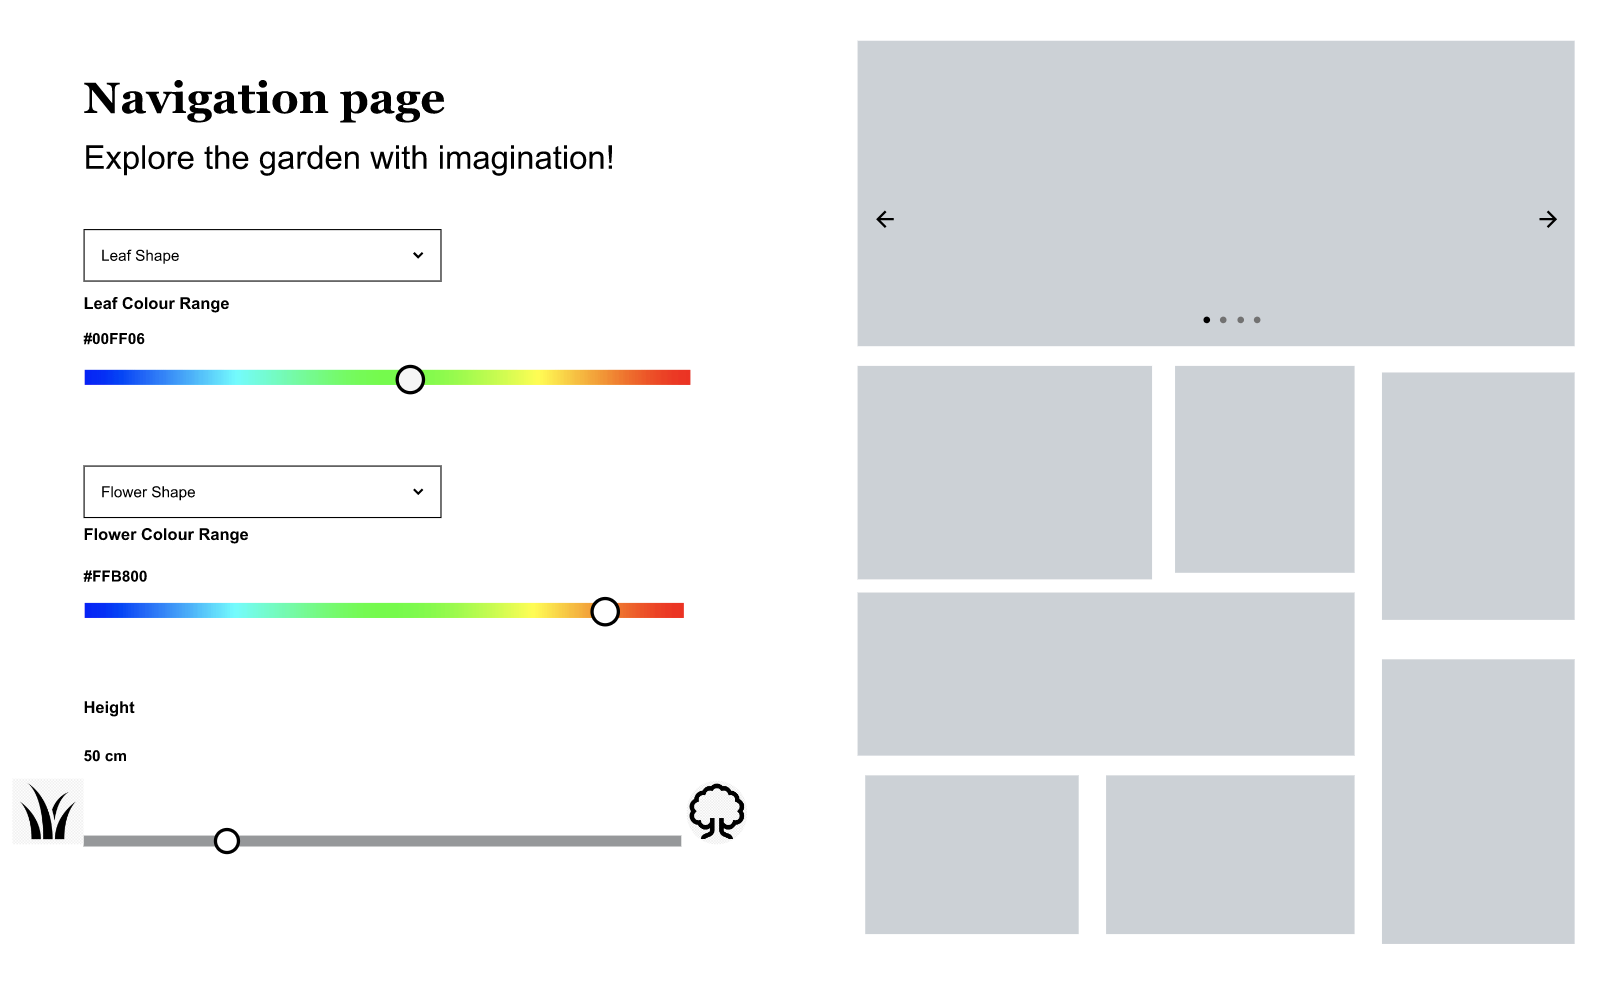 Navigation page
Explore the garden with imagination!
Leaf Shape
Leaf Colour Range
#00FF06
Flower Shape
Flower Colour Range
#FFB800
Height
50 cm